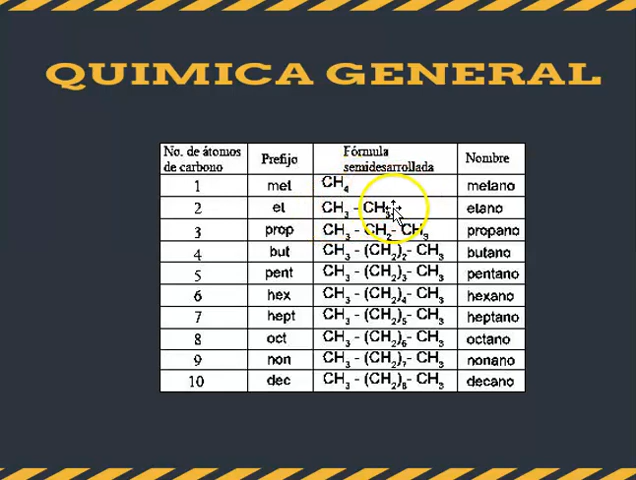 QUIMICA GENERAL
No. de átomos de carbono Prefijo Fórmula semidesarrollada Nombre
1 met CH4 metano
2 et CH3 - CH3 etano
3 prop CH3 - CH2 - CH3 propano
4 but CH3 - (CH2)2 - CH3 butano
5 pent CH3 - (CH2)3 - CH3 pentano
6 hex CH3 - (CH2)4 - CH3 hexano
7 hept CH3 - (CH2)5 - CH3 heptano
8 oct CH3 - (CH2)6 - CH3 octano
9 non CH3 - (CH2)7 - CH3 nonano
10 dec CH3 - (CH2)8 - CH3 decano